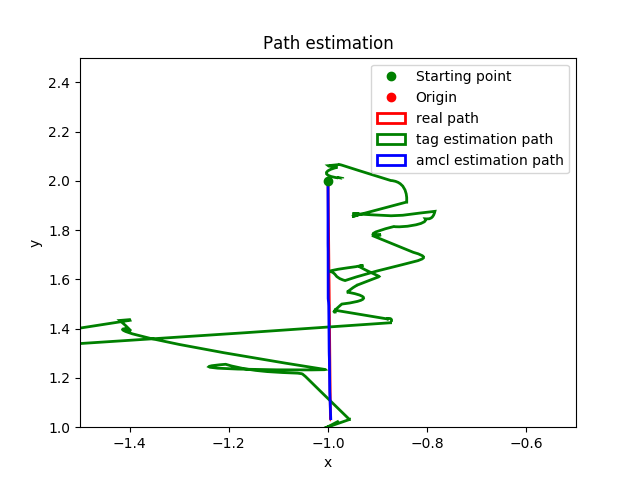 Path estimation
Starting point
Origin
real path
tag estimation path
amcl estimation path
2.4
2.2
2.0
1.8
1.6
1.4
1.2
1.0
y
−1.4
−1.2
−1.0
−0.8
−0.6
x